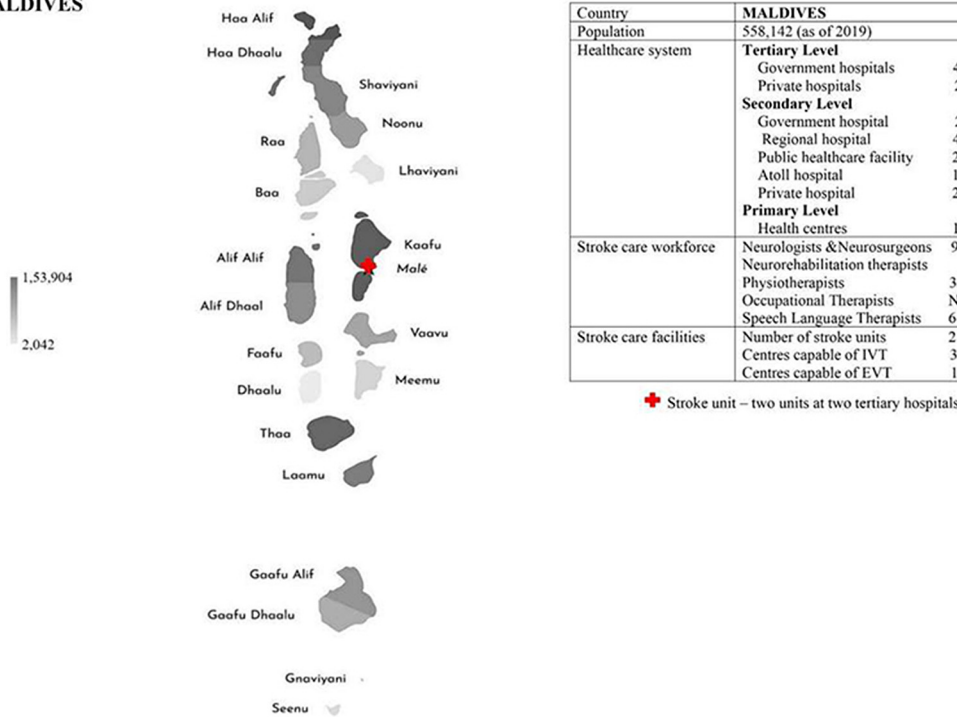 Haa Alif
Haa Dhaalu
Shaviyani
Noonu
Raa
Lhaviyani
Baa
Kaafu
Alif Alif
Malé
1,53,904
Alif Dhaal
Vaavu
2,042
Faafu
Meemu
Dhaalu
Thaa
Laamu
Gaafu Alif
Gaafu Dhaalu
Gnaviyani
Seenu
Country MALDIVES
Population 558,142 (as of 2019)
Healthcare system Tertiary Level
Government hospitals
Private hospitals
Secondary Level
Government hospital
Regional hospital
Public healthcare facility
Atoll hospital
Private hospital
Primary Level
Health centres
Stroke care workforce Neurologists &Neurosurgeons
Neurorehabilitation therapists
Physiotherapists
Occupational Therapists
Speech Language Therapists
Stroke care facilities Number of stroke units
Centres capable of IVT
Centres capable of EVT
Stroke unit – two units at two tertiary hospitals